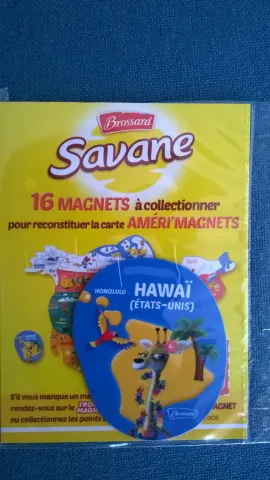 Brossard
Savane
16 MAGNETS à collectionner
pour reconstituer la carte AMÉRI'MAGNETS
HONOLULU HAWAÏ
(ÉTATS-UNIS)
S'il vous manque un
rendez-vous sur le
MAGNET
ou collectionnez les points
Brossard